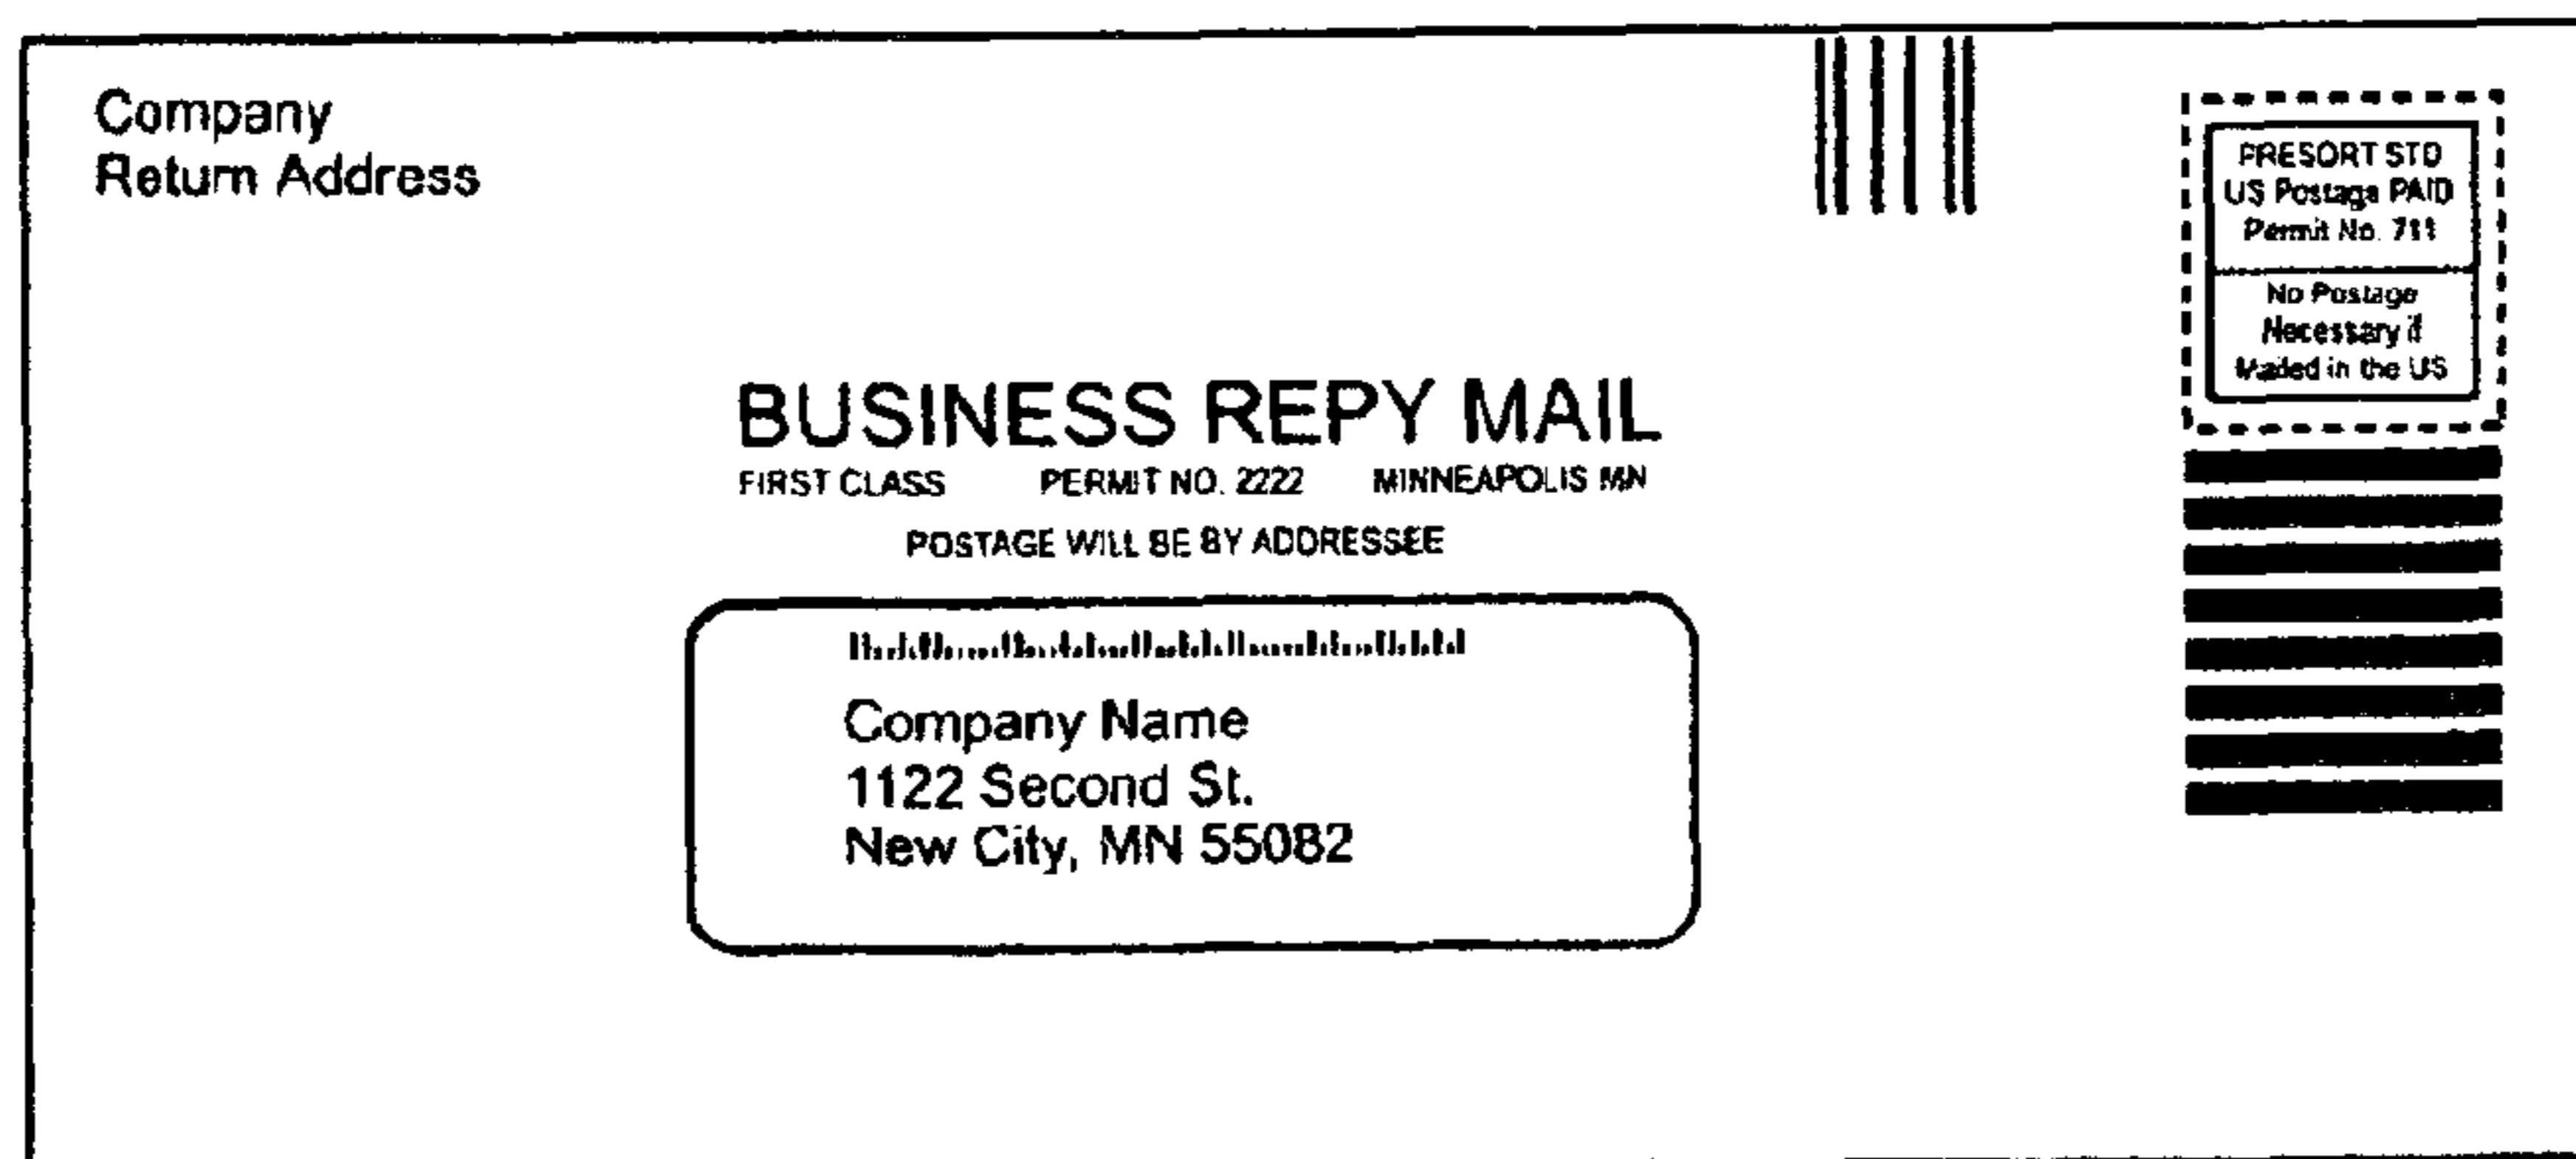 Company
Return Address
PRESORT STD
US Postage PAID
Permit No. 711
No Postage
Necessary if
Mailed in the US
BUSINESS REPY MAIL
FIRST CLASS PERMIT NO. 2222 MINNEAPOLIS MN
POSTAGE WILL BE BY ADDRESSEE
Company Name
1122 Second St.
New City, MN 55082